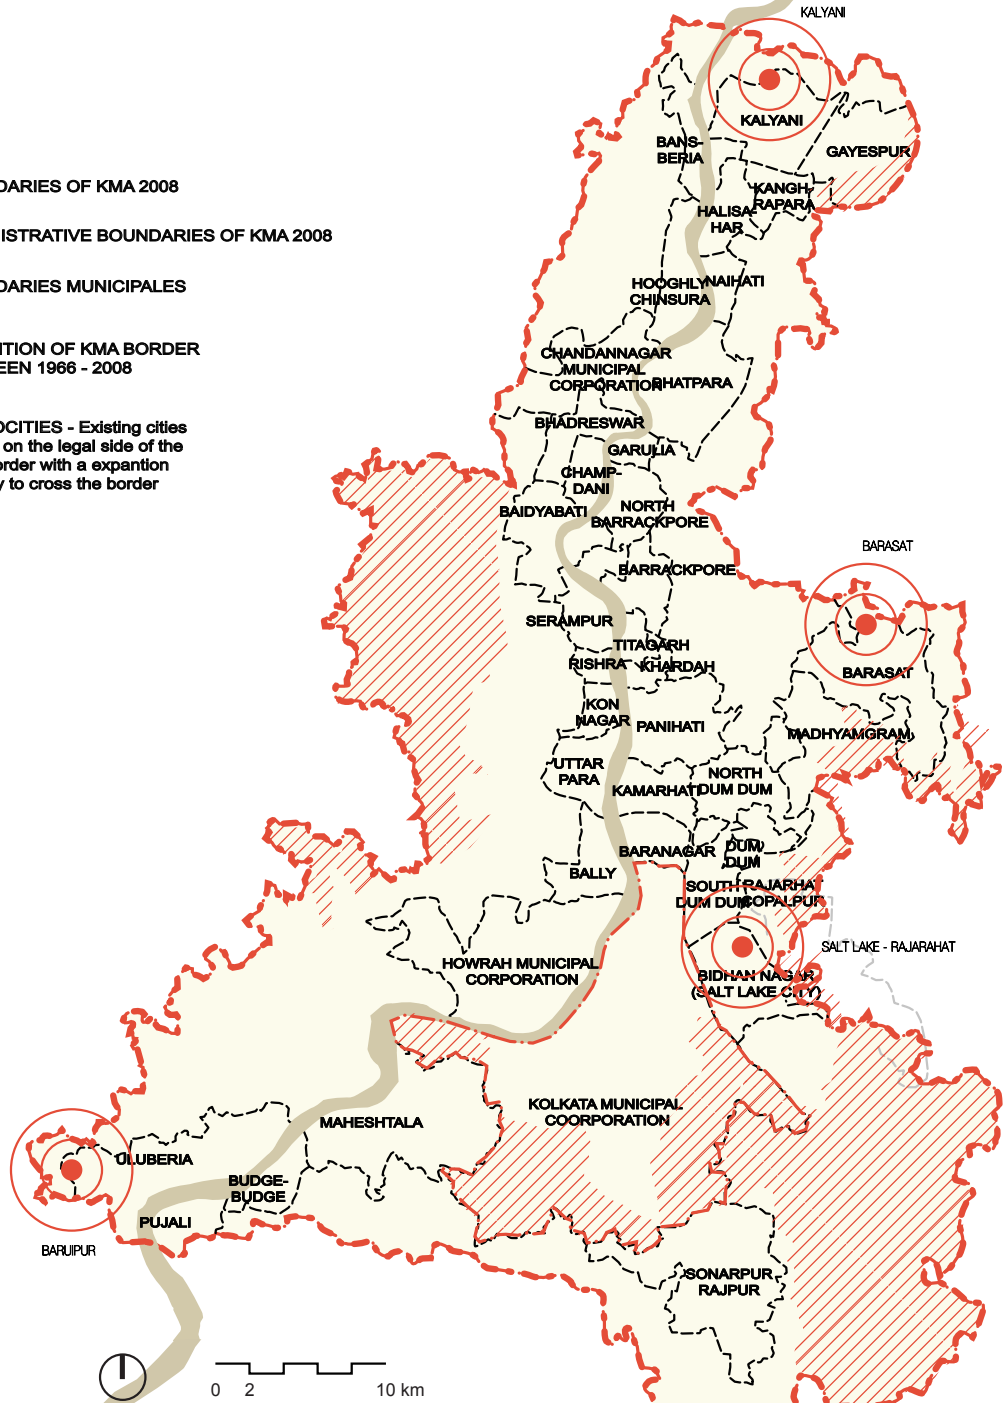 KALYANI
KALYANI
BANS-
BERIA
GAYESPUR
DARIES OF KMA 2008
KANGH
RAPARA
HALISA-
HAR
ISTRATIVE BOUNDARIES OF KMA 2008
DARIES MUNICIPALES
HOOGHLY
CHINSURA
NAIHATI
ITION OF KMA BORDER
EEN 1966 - 2008
CHANDANNAGAR
MUNICIPAL
CORPORATION
BHATPARA
OCITIES - Existing cities
on the legal side of the
order with a expantion
y to cross the border
BHADRESWAR
GARULIA
CHAMP-
DANI
BAIDYABATI
NORTH
BARRACKPORE
BARASAT
BARRACKPORE
SERAMPUR
TITAGARH
RISHRA
KHARDAH
BARASAT
KON
NAGAR
PANIHATI
MADHYAMGRAM
UTTAR
PARA
KAMARHATI
NORTH
DUM DUM
BARANAGAR
DUM
DUM
BALLY
SOUTH
DUM DUM
RAJARHAT
GOPALPUR
SALT LAKE - RAJARAHAT
HOWRAH MUNICIPAL
CORPORATION
BIDHAN NAGAR
(SALT LAKE CITY)
KOLKATA MUNICIPAL
COORPORATION
MAHESHTALA
ULUBERIA
BUDGE-
BUDGE
PUJALI
BARUIPUR
SONARPUR
RAJPUR
0 2 10 km